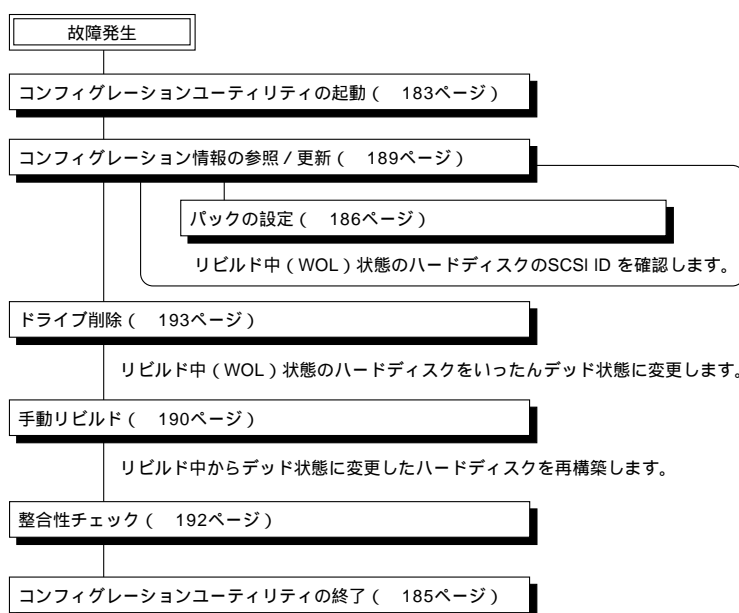 故障発生
コンフィグレーションユーティリティの起動（　183ページ）
コンフィグレーション情報の参照／更新（　189ページ）
パックの設定（　186ページ）
リビルド中（WOL）状態のハードディスクのSCSI ID を確認します。
ドライブ削除（　193ページ）
リビルド中（WOL）状態のハードディスクをいったんデッド状態に変更します。
手動リビルド（　190ページ）
リビルド中からデッド状態に変更したハードディスクを再構築します。
整合性チェック（　192ページ）
コンフィグレーションユーティリティの終了（　185ページ）